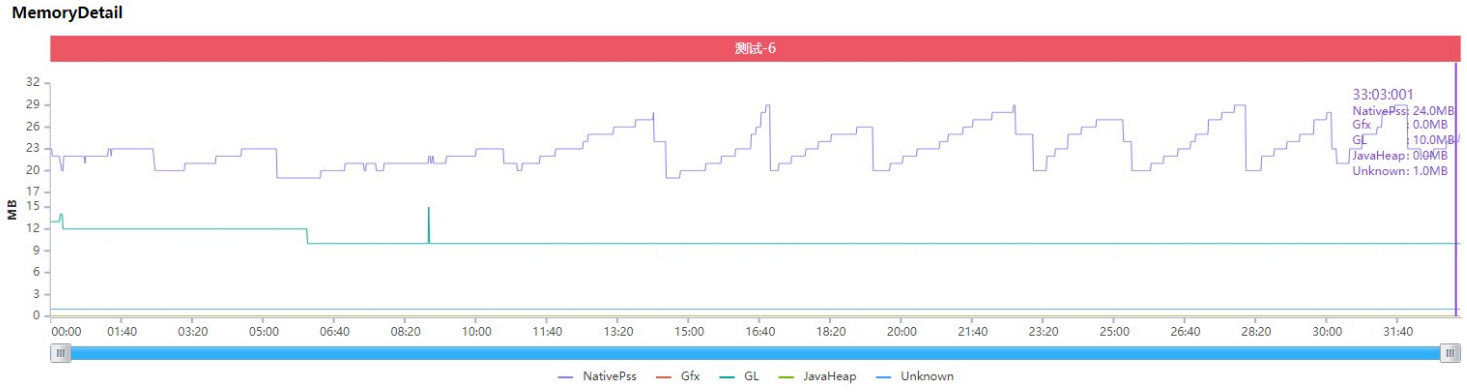 MemoryDetail
测试-6
MB
32
29
26
23
20
17
15
12
9
6
3
0
33:03:001
NativePss: 24.0MB
Gfx : 0.0MB
GL : 10.0MB
JavaHeap: 0.0MB
Unknown: 1.0MB
00:00 01:40 03:20 05:00 06:40 08:20 10:00 11:40 13:20 15:00 16:40 18:20 20:00 21:40 23:20 25:00 26:40 28:20 30:00 31:40
NativePss Gfx GL JavaHeap Unknown